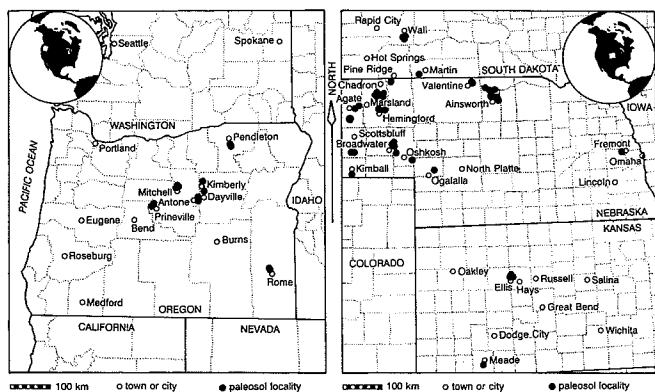 Seattle
Spokane
WASHINGTON
PACIFIC OCEAN
Portland
Pendleton
Mitchell
Kimberly
Antone
Dayville
Prineville
IDAHO
Eugene
Bend
Burns
Roseburg
Rome
Medford
OREGON
CALIFORNIA
NEVADA
100 km
town or city
paleosol locality
NORTH
Rapid City
Wall
Hot Springs
Pine Ridge
Martin
SOUTH DAKOTA
Chadron
Valentine
Agate
Marsland
Ainsworth
IOWA
Hemingford
Scottsbluff
Broadwater
Oshkosh
Fremont
Omaha
Kimball
North Platte
Ogalalla
Lincoln
NEBRASKA
KANSAS
COLORADO
Oakley
Russell
Salina
Ellis
Hays
Great Bend
Dodge City
Wichita
Meade
100 km
town or city
paleosol locality